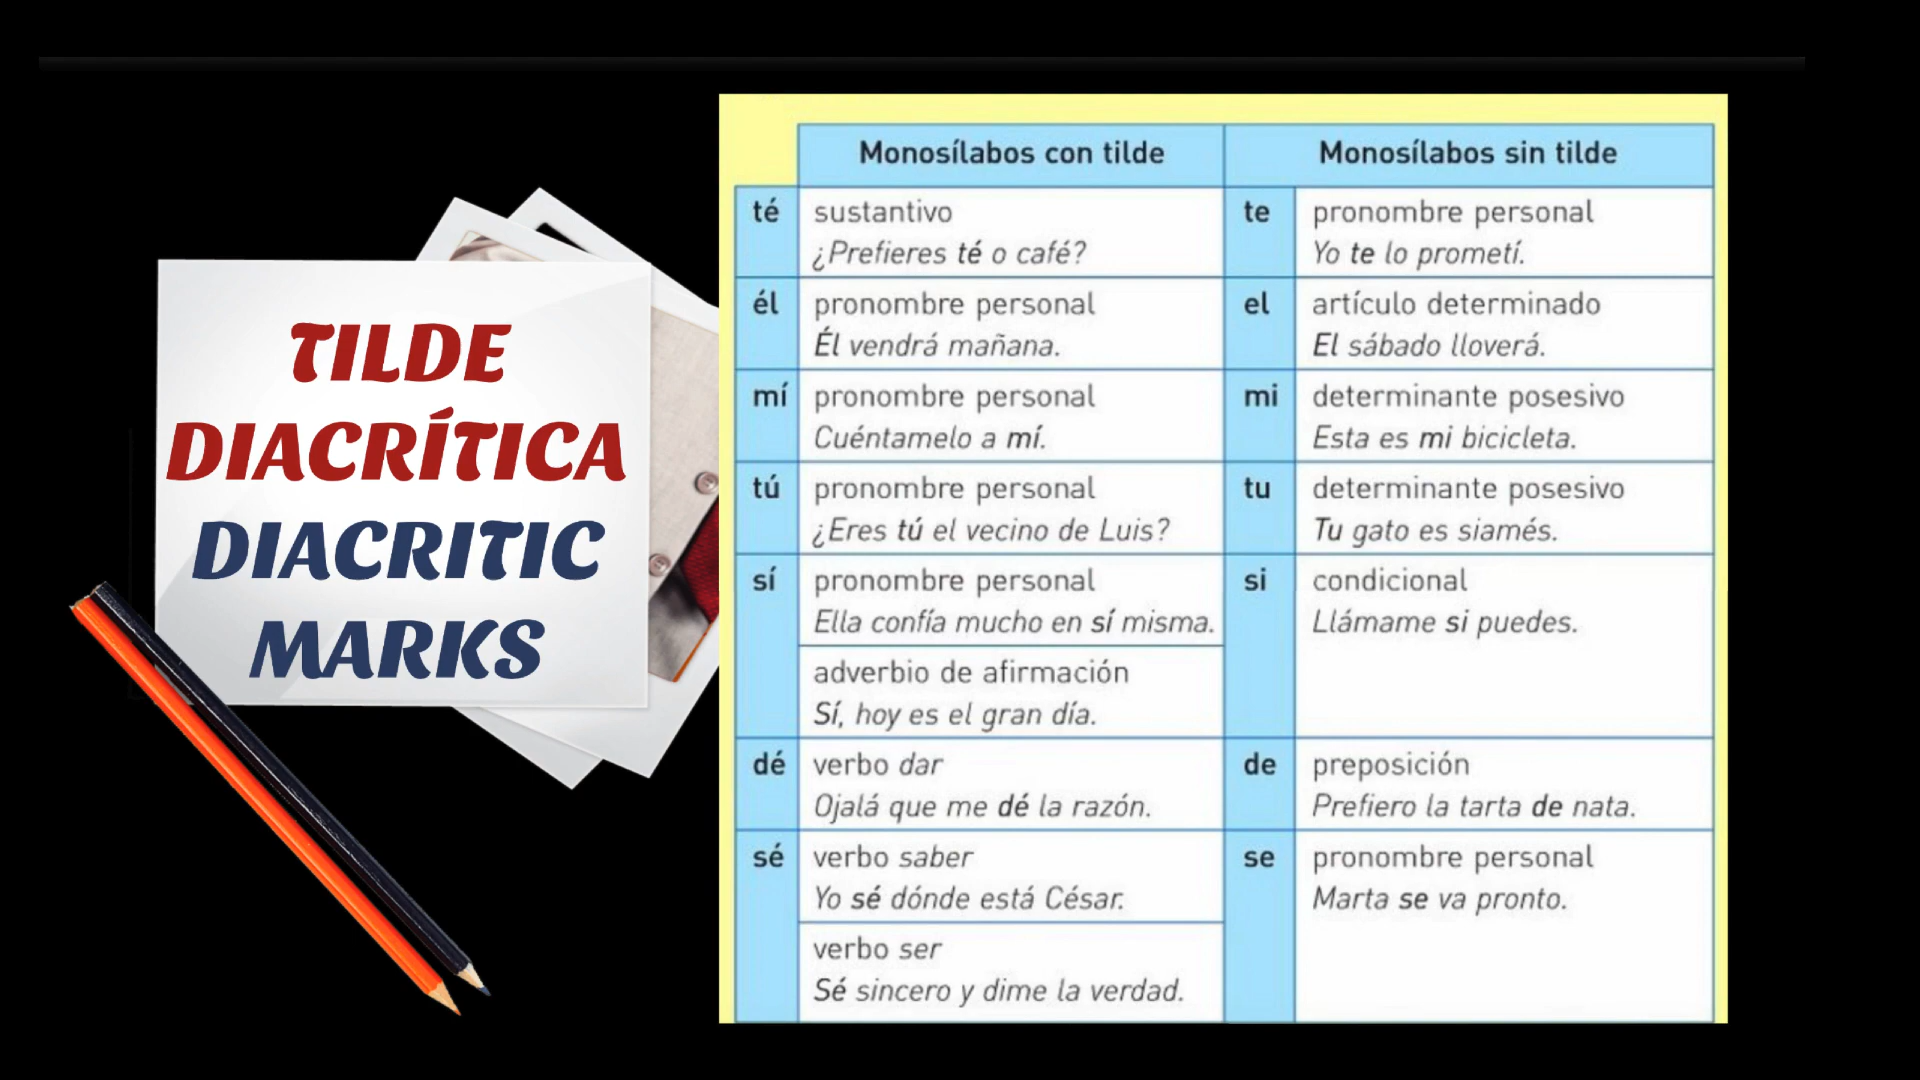 TILDE
DIACRÍTICA
DIACRITIC
MARKS
Monosílabos con tilde Monosílabos sin tilde
té sustantivo te pronombre personal
¿Prefieres té o café? Yo te lo prometí.
él pronombre personal el artículo determinado
Él vendrá mañana. El sábado lloverá.
mí pronombre personal mi determinante posesivo
Cuéntamelo a mí. Esta es mi bicicleta.
tú pronombre personal tu determinante posesivo
¿Eres tú el vecino de Luis? Tu gato es siamés.
sí pronombre personal si condicional
Ella confía mucho en sí misma. Llámame si puedes.
adverbio de afirmación
Sí, hoy es el gran día.
dé verbo dar de preposición
Ojalá que me dé la razón. Prefiero la tarta de nata.
sé verbo saber se pronombre personal
Yo sé dónde está César. Marta se va pronto.
verbo ser
Sé sincero y dime la verdad.